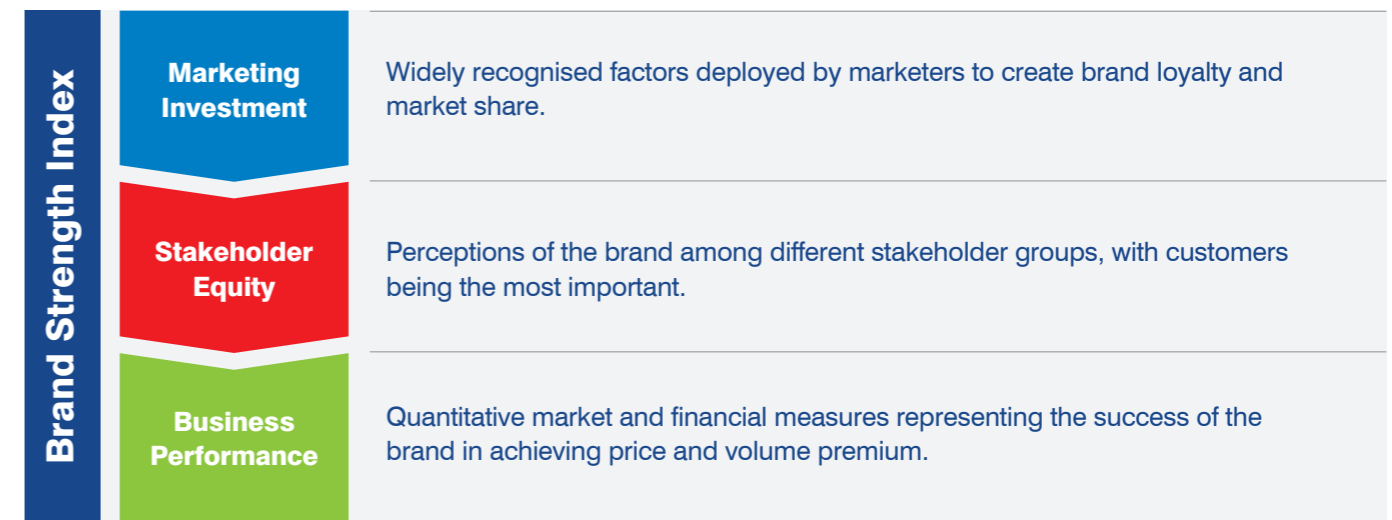 Brand Strength Index
Marketing
Investment
Widely recognised factors deployed by marketers to create brand loyalty and
market share.
Stakeholder
Equity
Perceptions of the brand among different stakeholder groups, with customers
being the most important.
Business
Performance
Quantitative market and financial measures representing the success of the
brand in achieving price and volume premium.